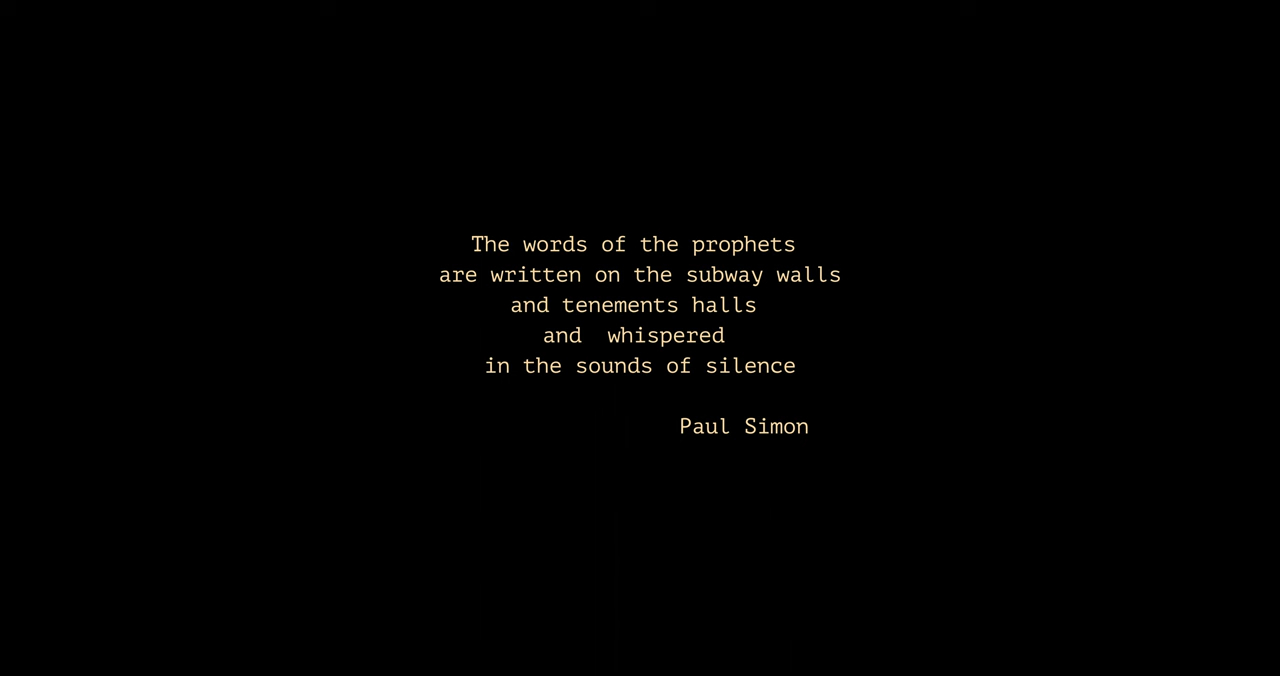 The words of the prophets
are written on the subway walls
and tenements halls
and  whispered
in the sounds of silence
Paul Simon